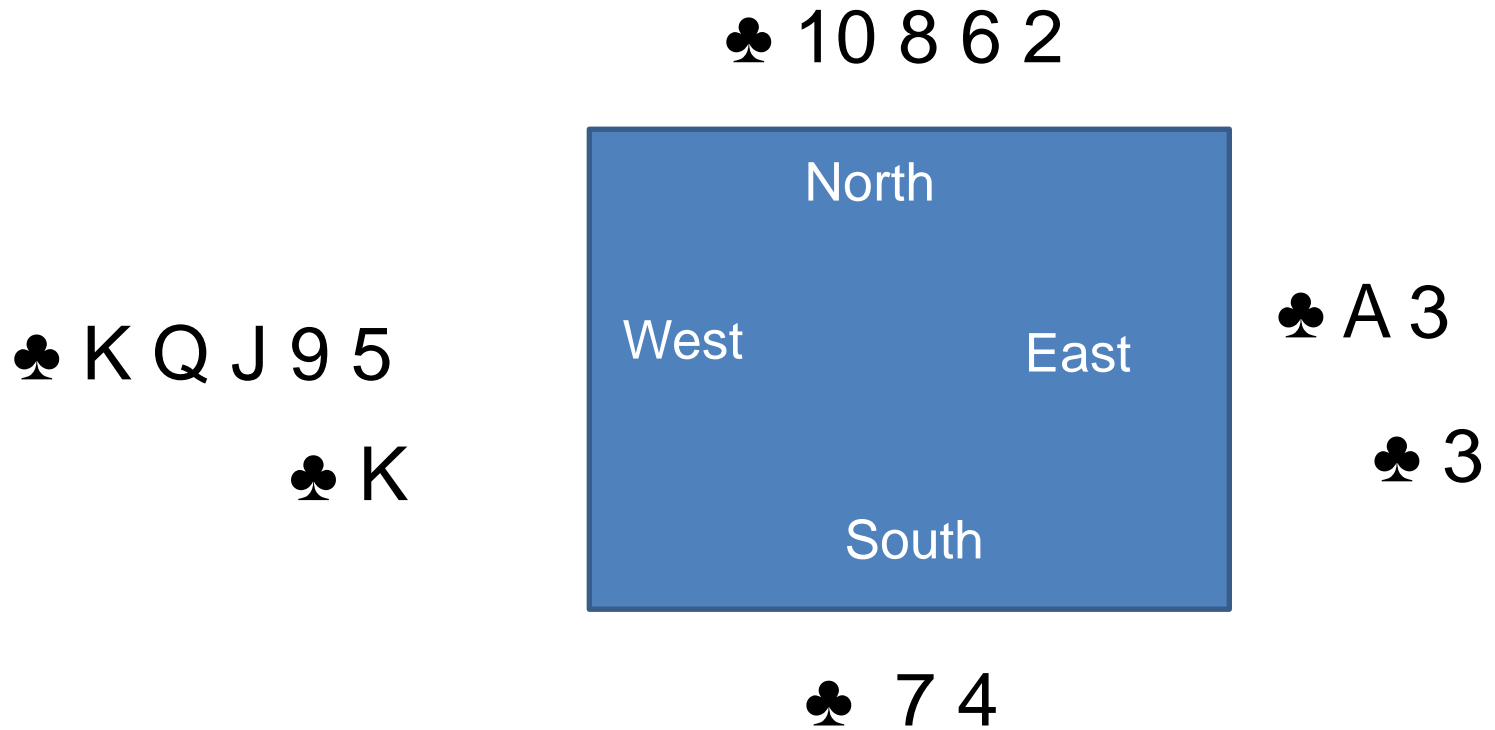 ♣ 10 8 6 2
North
♣ A 3
West
East
♣ K Q J 9 5
♣ 3
♣ K
South
♣ 7 4